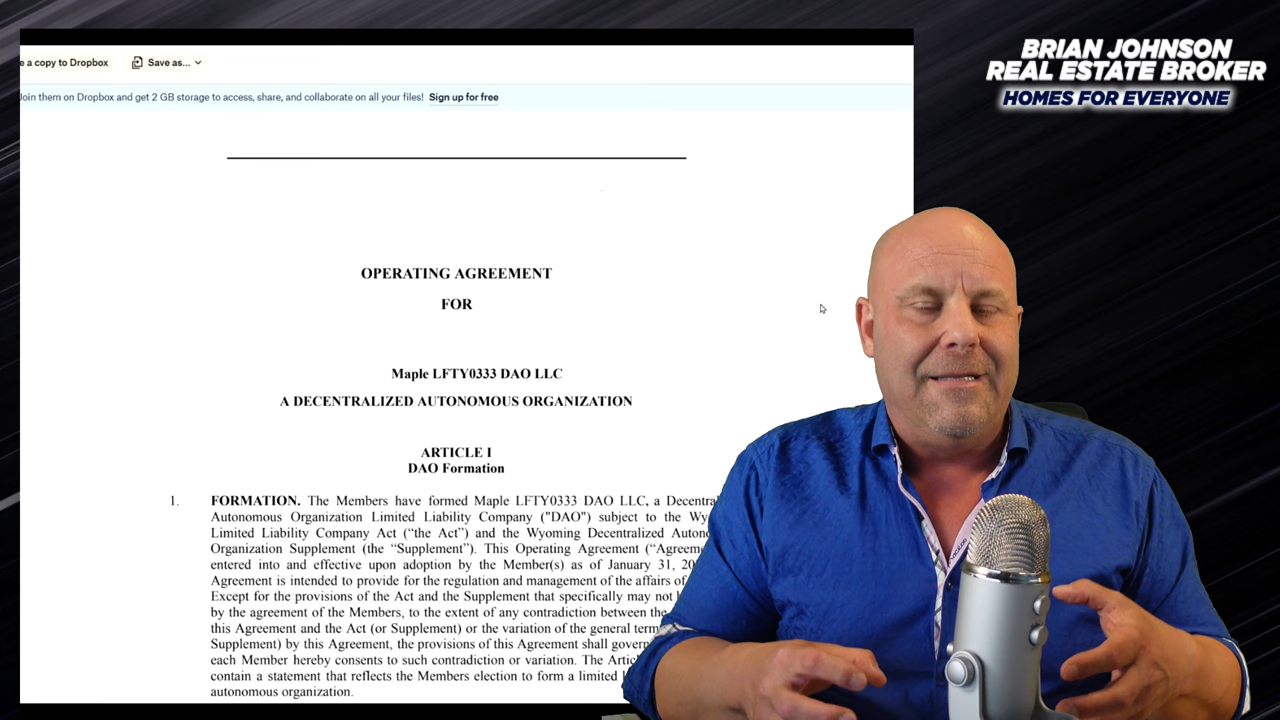 BRIAN JOHNSON
REAL ESTATE BROKER
HOMES FOR EVERYONE
e a copy to Dropbox Save as...
Join them on Dropbox and get 2 GB storage to access, share, and collaborate on all your files! Sign up for free
OPERATING AGREEMENT
FOR
Maple LFTY0333 DAO LLC
A DECENTRALIZED AUTONOMOUS ORGANIZATION
ARTICLE I
DAO Formation
1. FORMATION. The Members have formed Maple LFTY0333 DAO LLC, a Decentral
Autonomous Organization Limited Liability Company ("DAO") subject to the Wyo
Limited Liability Company Act (“the Act”) and the Wyoming Decentralized Autono
Organization Supplement (the “Supplement”). This Operating Agreement (“Agreeme
entered into and effective upon adoption by the Member(s) as of January 31, 20
Agreement is intended to provide for the regulation and management of the affairs of
Except for the provisions of the Act and the Supplement that specifically may not b
by the agreement of the Members, to the extent of any contradiction between the
this Agreement and the Act (or Supplement) or the variation of the general term
Supplement) by this Agreement, the provisions of this Agreement shall govern
each Member hereby consents to such contradiction or variation. The Artic
contain a statement that reflects the Members election to form a limited l
autonomous organization.